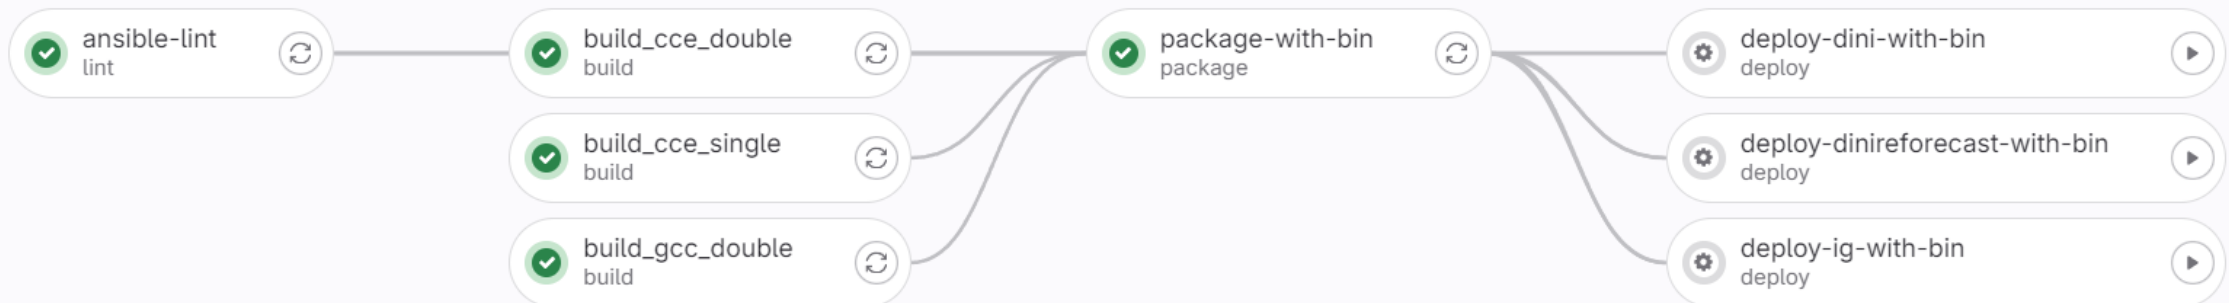 ansible-lint
lint
build_cce_double
build
build_cce_single
build
build_gcc_double
build
package-with-bin
package
deploy-dini-with-bin
deploy
deploy-dinireforecast-with-bin
deploy
deploy-ig-with-bin
deploy